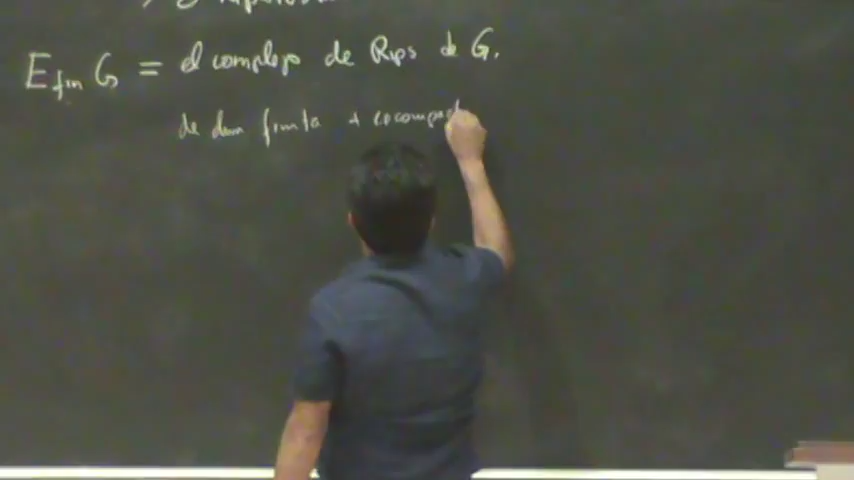 E_fin G = el complejo de Rips de G.
de dim finita + cocompact